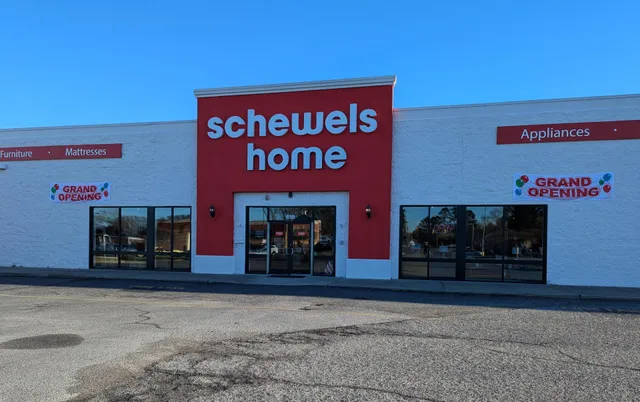 schewels
home
Furniture · Mattresses
Appliances ·
GRAND
OPENING
GRAND
OPENING